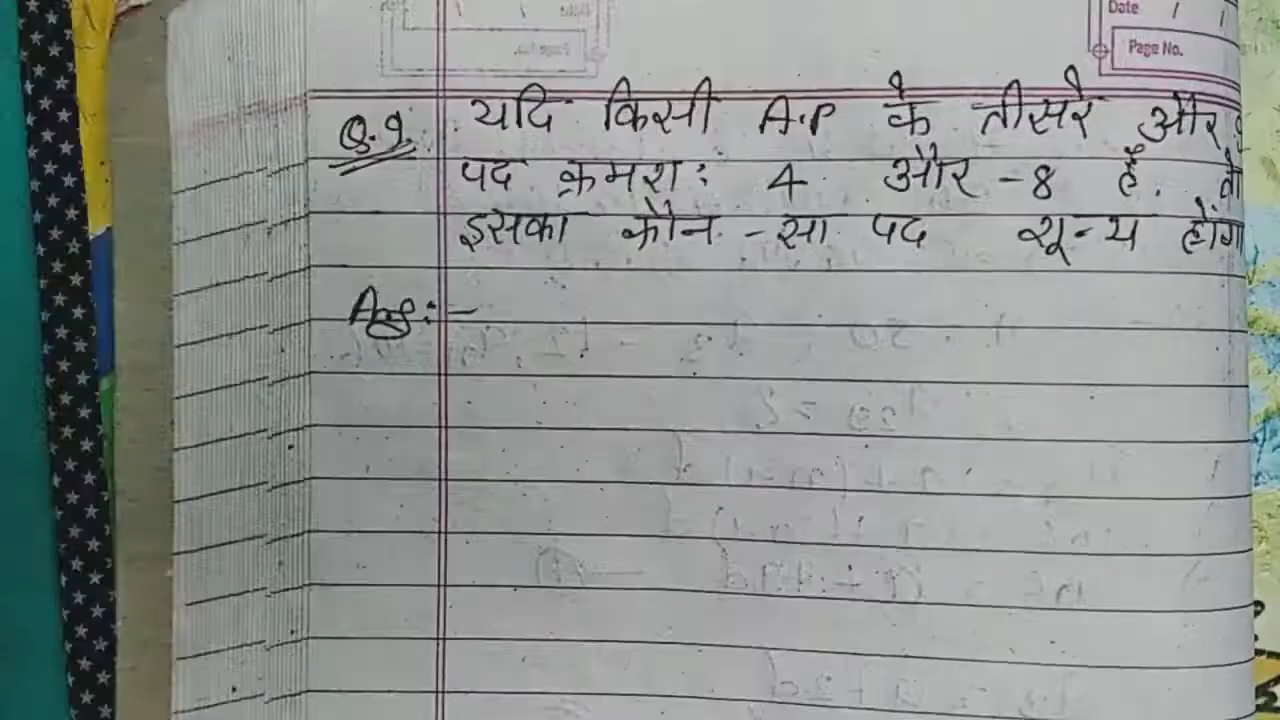 Date / /
Page No.
Q.9. यदि किसी A.P के तीसरे और
पद क्रमश: 4 और -8 है. तो
इसका कौन-सा पद शून्य होगा
Ans:-